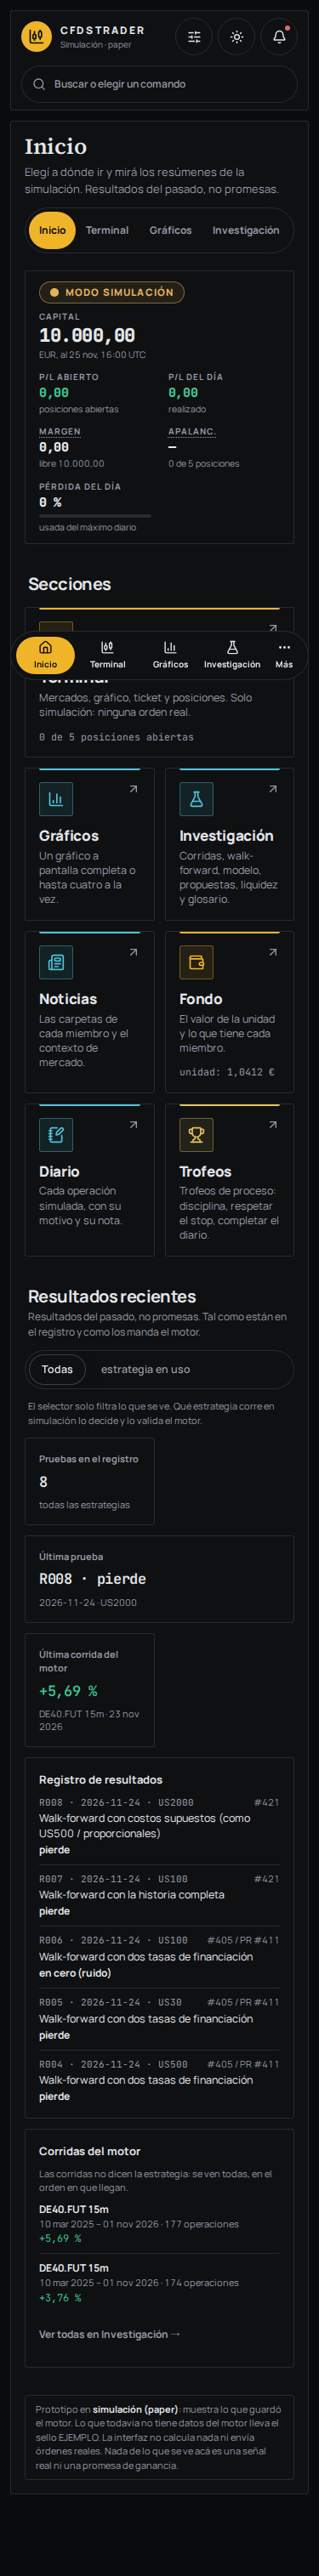 CFDSTRADER
Simulación · paper
Buscar o elegir un comando
Inicio
Elegí a dónde ir y mirá los resúmenes de la
simulación. Resultados del pasado, no promesas.
Inicio Terminal Gráficos Investigación
MODO SIMULACIÓN
CAPITAL
10.000,00
EUR, al 25 nov, 16:00 UTC
P/L ABIERTO P/L DEL DÍA
0,00 0,00
posiciones abiertas realizado
MARGEN APALANC.
0,00 —
libre 10.000,00 0 de 5 posiciones
PÉRDIDA DEL DÍA
0 %
usada del máximo diario
Secciones
Inicio Terminal Gráficos Investigación Más
Terminal
Mercados, gráfico, ticket y posiciones. Solo
simulación: ninguna orden real.
0 de 5 posiciones abiertas
Gráficos
Un gráfico a
pantalla completa o
hasta cuatro a la
vez.
Investigación
Corridas, walk-
forward, modelo,
propuestas, liquidez
y glosario.
Noticias
Las carpetas de
cada miembro y el
contexto de
mercado.
Fondo
El valor de la unidad
y lo que tiene cada
miembro.
unidad: 1,0412 €
Diario
Cada operación
simulada, con su
motivo y su nota.
Trofeos
Trofeos de proceso:
disciplina, respetar
el stop, completar el
diario.
Resultados recientes
Resultados del pasado, no promesas. Tal como están en
el registro y como los manda el motor.
Todas estrategia en uso
El selector solo filtra lo que se ve. Qué estrategia corre en
simulación lo decide y lo valida el motor.
Pruebas en el registro
8
todas las estrategias
Última prueba
R008 · pierde
2026-11-24 · US2000
Última corrida del
motor
+5,69 %
DE40.FUT 15m · 23 nov
2026
Registro de resultados
R008 · 2026-11-24 · US2000 #421
Walk-forward con costos supuestos (como
US500 / proporcionales)
pierde
R007 · 2026-11-24 · US100 #421
Walk-forward con la historia completa
pierde
R006 · 2026-11-24 · US100 #405 / PR #411
Walk-forward con dos tasas de financiación
en cero (ruido)
R005 · 2026-11-24 · US30 #405 / PR #411
Walk-forward con dos tasas de financiación
pierde
R004 · 2026-11-24 · US500 #405 / PR #411
Walk-forward con dos tasas de financiación
pierde
Corridas del motor
Las corridas no dicen la estrategia: se ven todas, en el
orden en que llegan.
DE40.FUT 15m
10 mar 2025 – 01 nov 2026 · 177 operaciones
+5,69 %
DE40.FUT 15m
10 mar 2025 – 01 nov 2026 · 174 operaciones
+3,76 %
Ver todas en Investigación →
Prototipo en simulación (paper): muestra lo que guardó
el motor. Lo que todavía no tiene datos del motor lleva el
sello EJEMPLO. La interfaz no calcula nada ni envía
órdenes reales. Nada de lo que se ve acá es una señal
real ni una promesa de ganancia.